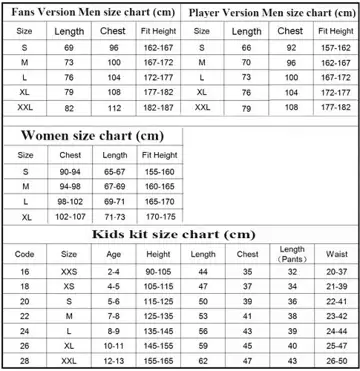 Fans Version Men size chart (cm)
Size Length Chest Fit Height
S 69 96 162-167
M 73 100 167-172
L 76 104 172-177
XL 79 108 177-182
XXL 82 112 182-187
Player Version Men size chart (cm)
Size Length Chest Fit Height
S 66 92 157-162
M 70 96 162-167
L 73 100 167-172
XL 76 104 172-177
XXL 79 108 177-182
Women size chart (cm)
Size Chest Length Fit Height
S 90-94 65-67 155-160
M 94-98 67-69 160-165
L 98-102 69-71 165-170
XL 102-107 71-73 170-175
Kids kit size chart (cm)
Code Size Age Height Length Chest Length (Pants) Waist
16 XXS 2-4 90-105 44 35 32 20-37
18 XS 4-5 105-115 47 37 34 21-39
20 S 5-6 115-125 50 39 36 22-41
22 M 7-8 125-135 53 41 38 23-42
24 L 8-9 135-145 56 43 39 24-44
26 XL 10-11 145-155 59 45 40 25-47
28 XXL 12-13 155-165 62 47 43 26-50